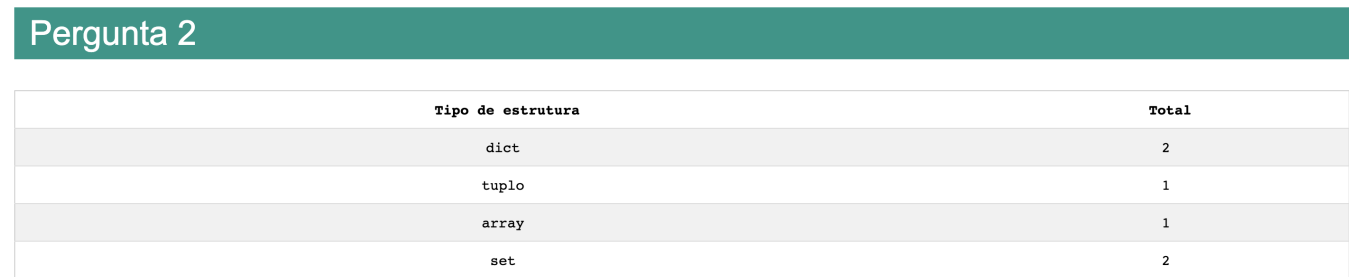 Pergunta 2
Tipo de estrutura Total
dict 2
tuplo 1
array 1
set 2